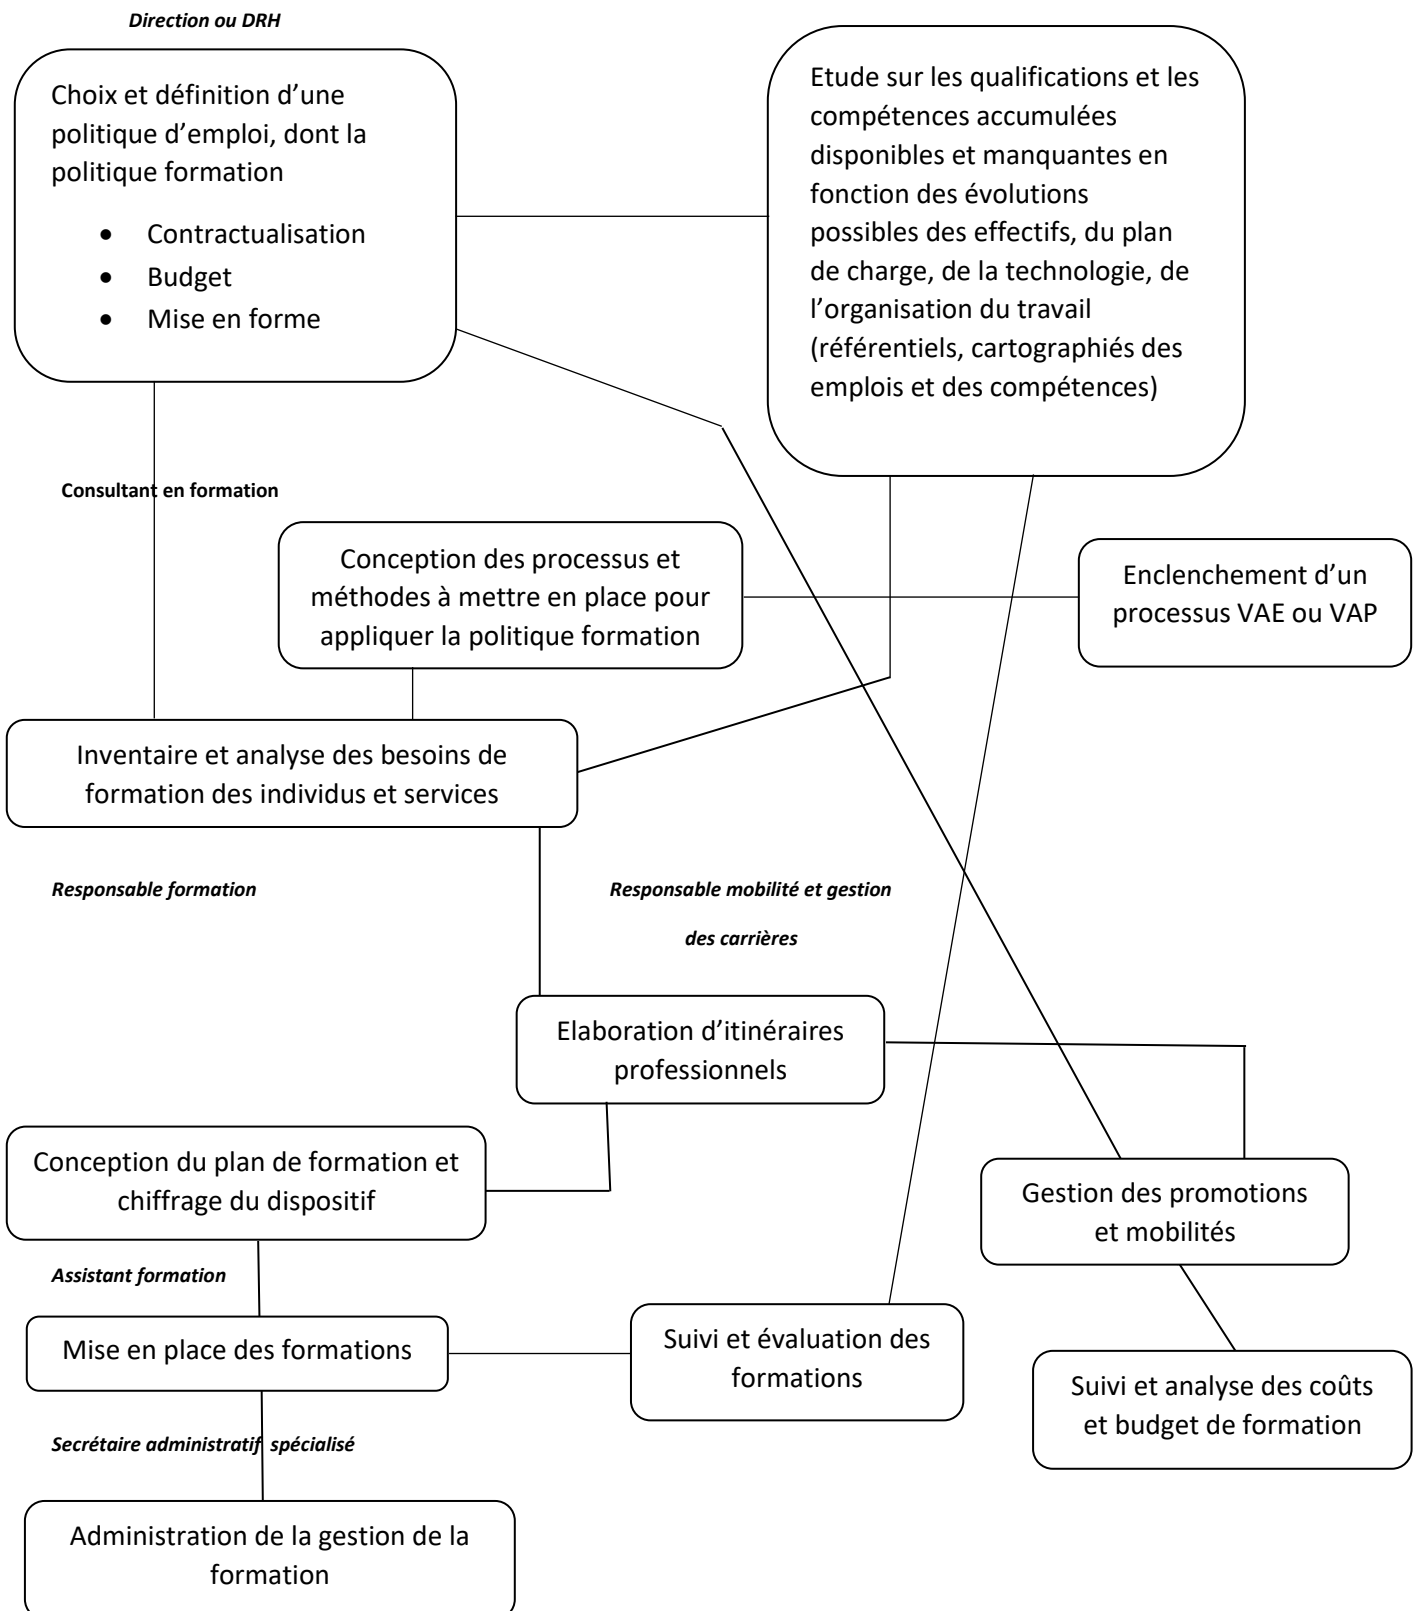 Direction ou DRH
Choix et définition d’une
politique d’emploi, dont la
politique formation
• Contractualisation
• Budget
• Mise en forme
Etude sur les qualifications et les
compétences accumulées
disponibles et manquantes en
fonction des évolutions
possibles des effectifs, du plan
de charge, de la technologie, de
l’organisation du travail
(référentiels, cartographiés des
emplois et des compétences)
Consultant en formation
Conception des processus et
méthodes à mettre en place pour
appliquer la politique formation
Enclenchement d’un
processus VAE ou VAP
Inventaire et analyse des besoins de
formation des individus et services
Responsable formation
Responsable mobilité et gestion
des carrières
Elaboration d’itinéraires
professionnels
Conception du plan de formation et
chiffrage du dispositif
Gestion des promotions
et mobilités
Assistant formation
Mise en place des formations
Suivi et évaluation des
formations
Suivi et analyse des coûts
et budget de formation
Secrétaire administratif spécialisé
Administration de la gestion de la
formation